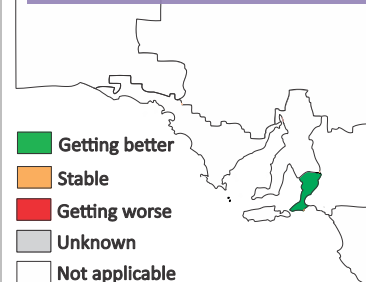 Getting better
Stable
Getting worse
Unknown
Not applicable